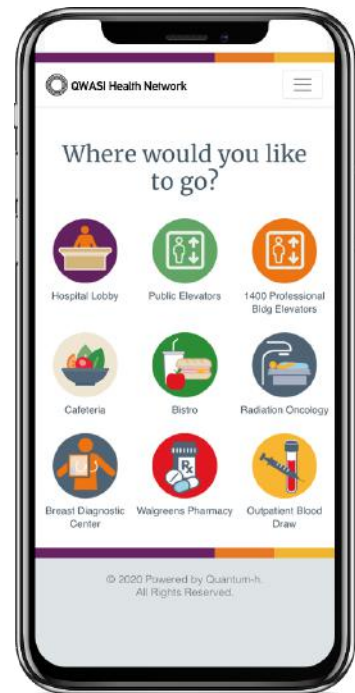 QWASI Health Network
Where would you like
to go?
Hospital Lobby
Public Elevators
1400 Professional
Bldg Elevators
Cafeteria
Bistro
Radiation Oncology
Breast Diagnostic
Center
Walgreens Pharmacy
Rx
Outpatient Blood
Draw
© 2020 Powered by Quantum-h.
All Rights Reserved.